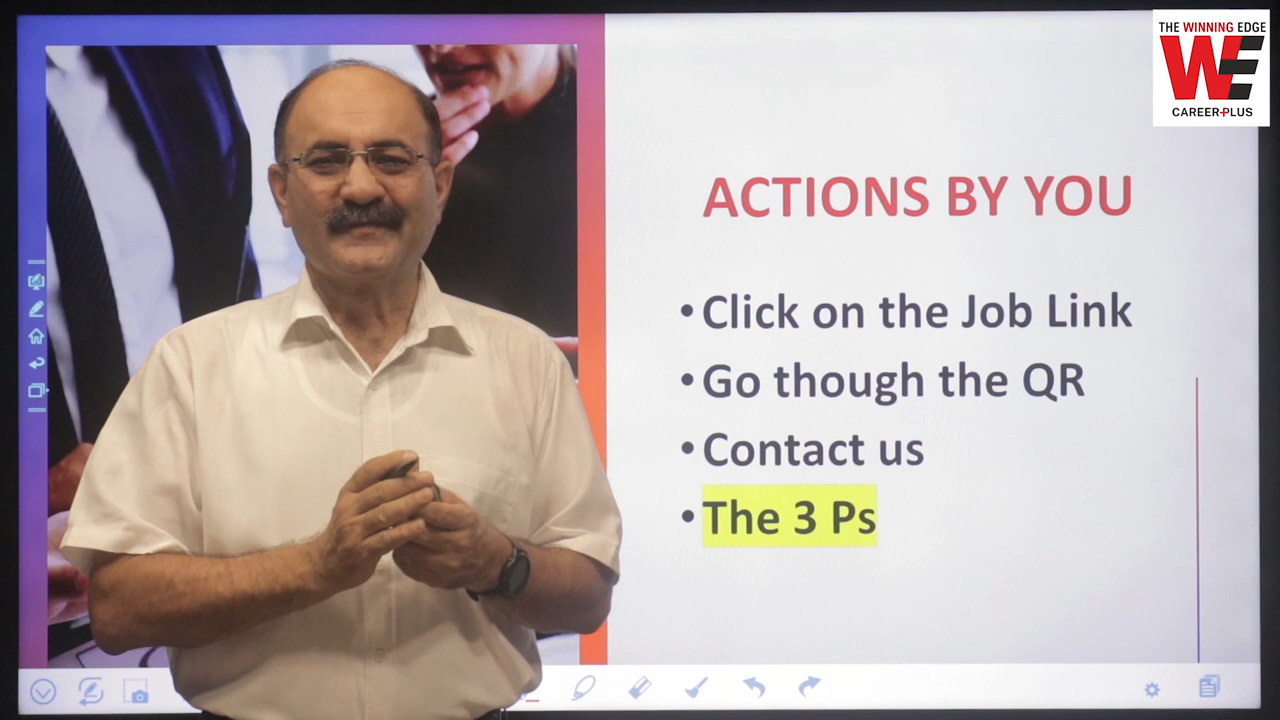 THE WINNING EDGE
WE
CAREER PLUS
ACTIONS BY YOU
• Click on the Job Link
• Go though the QR
• Contact us
• The 3 Ps